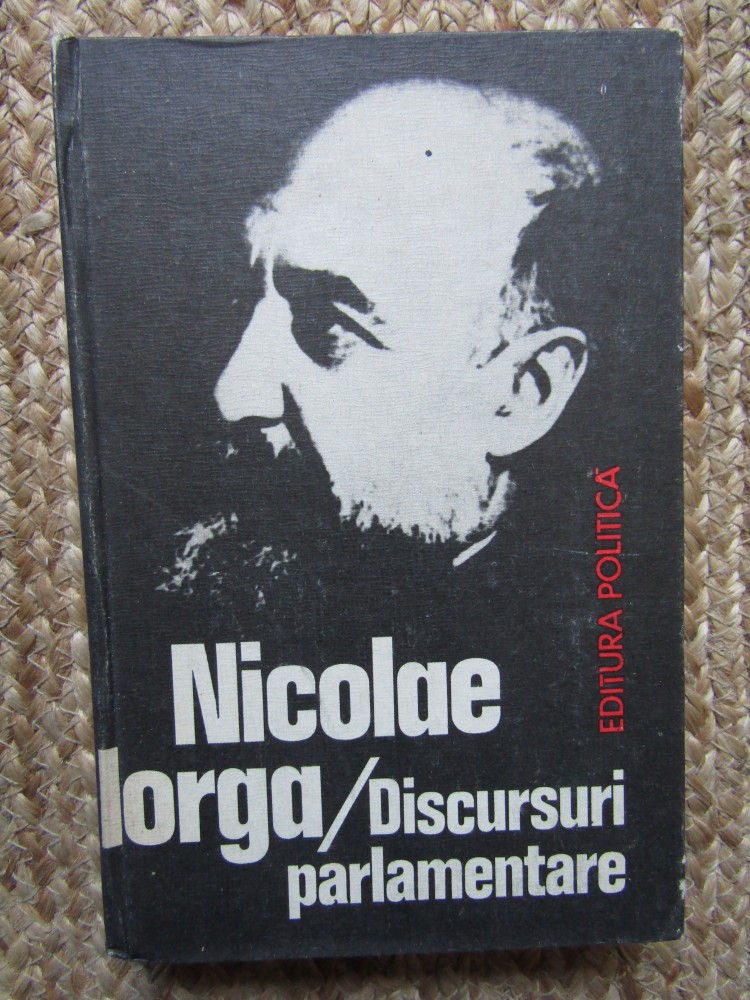 EDITURA POLITICĂ
Nicolae
Iorga/Discursuri
parlamentare